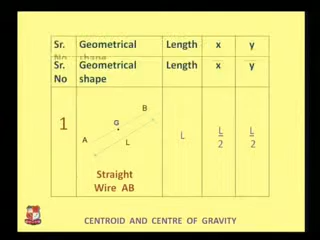 Sr. Geometrical Length x y
No shape
Sr. Geometrical Length x y
No shape
1 A G B L L L/2 L/2
Straight
Wire AB
CENTROID AND CENTRE OF GRAVITY